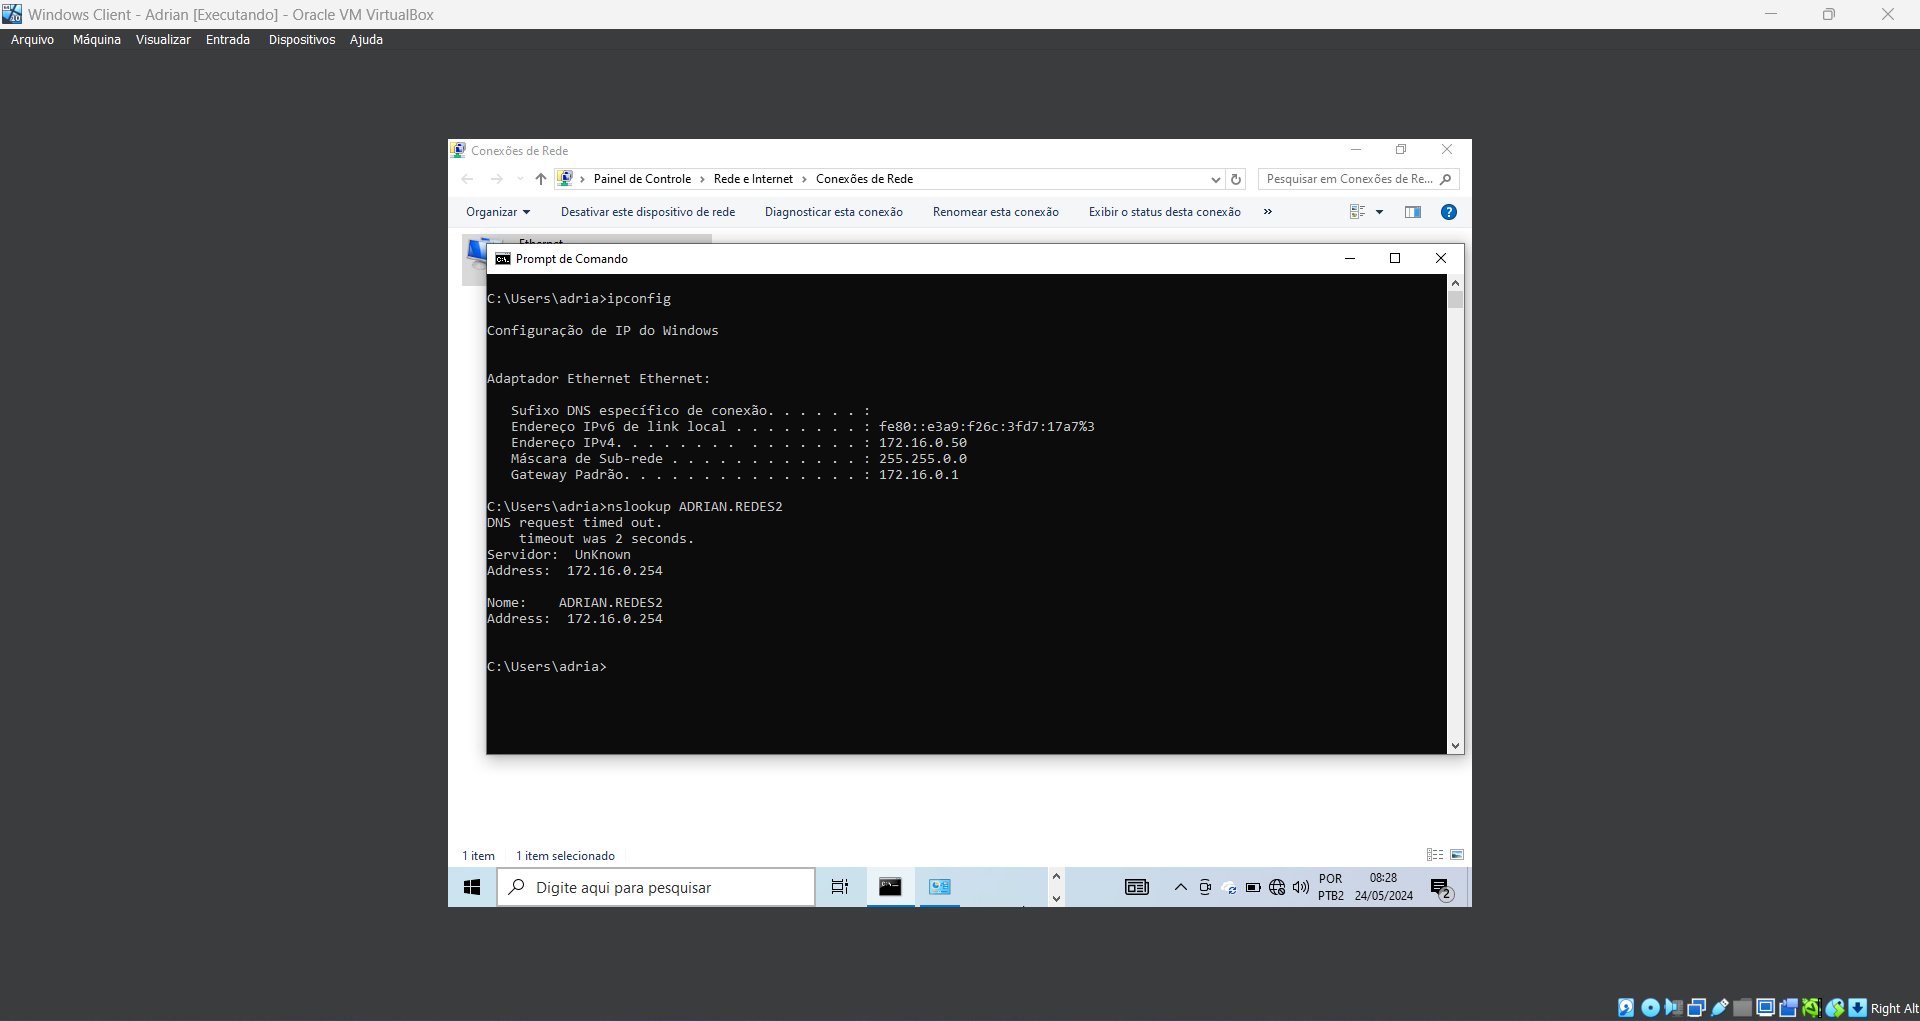 Windows Client - Adrian [Executando] - Oracle VM VirtualBox
Arquivo Máquina Visualizar Entrada Dispositivos Ajuda
Conexões de Rede
Painel de Controle › Rede e Internet › Conexões de Rede
Pesquisar em Conexões de Re...
Organizar Desativar este dispositivo de rede Diagnosticar esta conexão Renomear esta conexão Exibir o status desta conexão »
Ethernet
Prompt de Comando
C:\Users\adria>ipconfig
Configuração de IP do Windows
Adaptador Ethernet Ethernet:
Sufixo DNS específico de conexão. . . . . . :
Endereço IPv6 de link local . . . . . . . . : fe80::e3a9:f26c:3fd7:17a7%3
Endereço IPv4. . . . . . . .  . . . . . . . : 172.16.0.50
Máscara de Sub-rede . . . . . . . . . . . . : 255.255.0.0
Gateway Padrão. . . . . . . . . . . . . . . : 172.16.0.1
C:\Users\adria>nslookup ADRIAN.REDES2
DNS request timed out.
timeout was 2 seconds.
Servidor: UnKnown
Address: 172.16.0.254
Nome: ADRIAN.REDES2
Address: 172.16.0.254
C:\Users\adria>
1 item 1 item selecionado
Digite aqui para pesquisar
POR
PTB2
08:28
24/05/2024
2
Right Alt